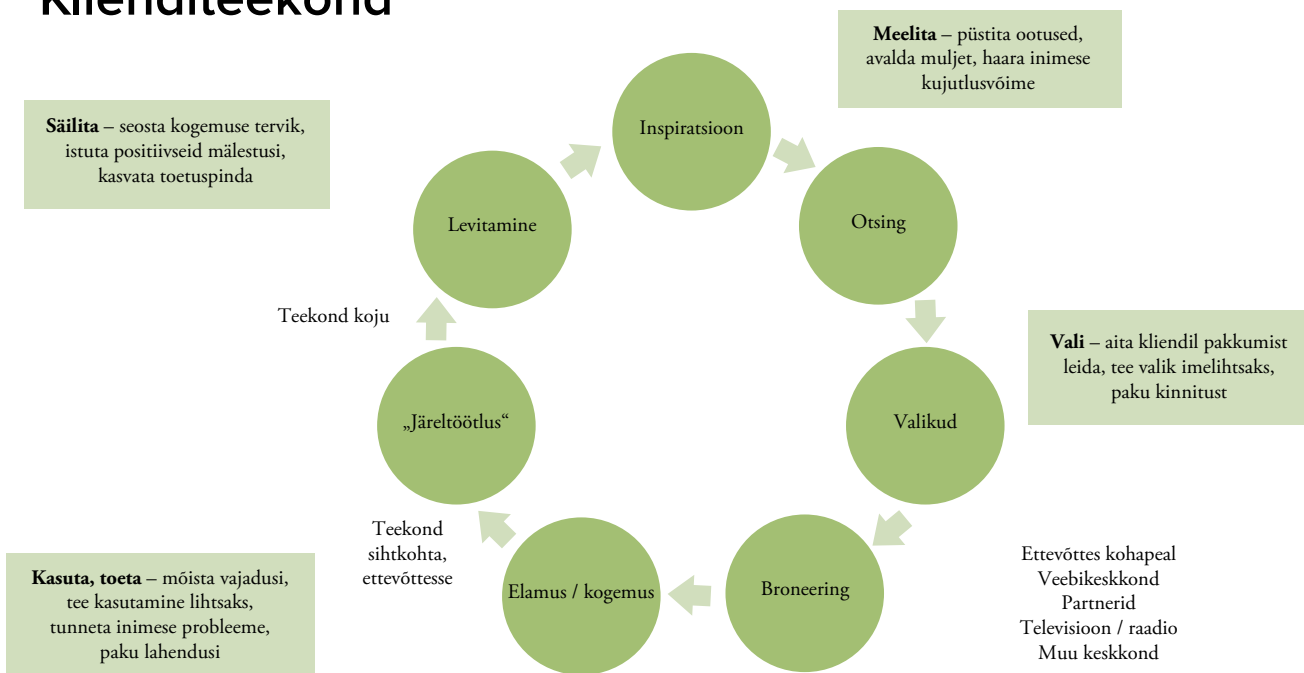 Klienditeekond
Meelita – püstita ootused,
avalda muljet, haara inimese
kujutlusvõime
Säilita – seosta kogemuse tervik,
istuta positiivseid mälestusi,
kasvata toetuspinda
Inspiratsioon
Levitamine
Otsing
Teekond koju
Vali – aita kliendil pakkumist
leida, tee valik imelihtsaks,
paku kinnitust
„Järeltöötlus“
Valikud
Teekond
sihtkohta,
ettevõttesse
Kasuta, toeta – mõista vajadusi,
tee kasutamine lihtsaks,
tunneta inimese probleeme,
paku lahendusi
Elamus / kogemus
Broneering
Ettevõttes kohapeal
Veebikeskkond
Partnerid
Televisioon / raadio
Muu keskkond